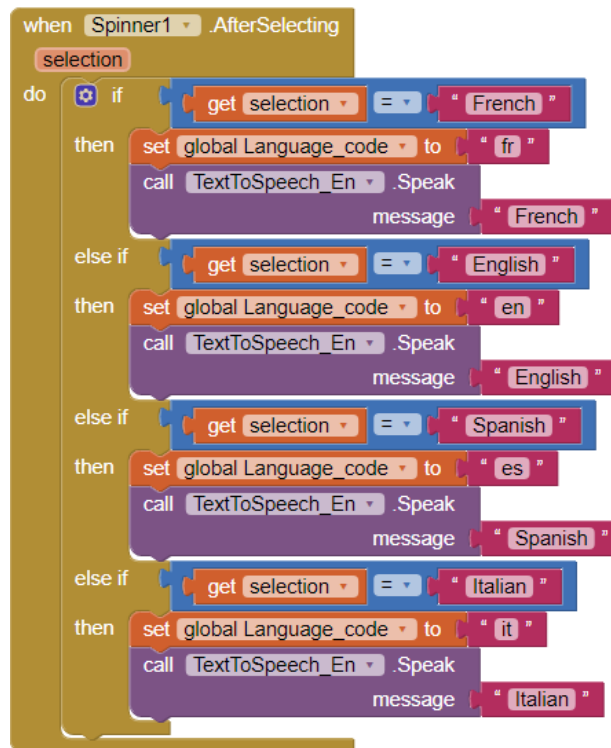 when Spinner1 .AfterSelecting
selection
do if get selection = " French "
then set global Language_code to " fr "
call TextToSpeech_En .Speak
message " French "
else if get selection = " English "
then set global Language_code to " en "
call TextToSpeech_En .Speak
message " English "
else if get selection = " Spanish "
then set global Language_code to " es "
call TextToSpeech_En .Speak
message " Spanish "
else if get selection = " Italian "
then set global Language_code to " it "
call TextToSpeech_En .Speak
message " Italian "